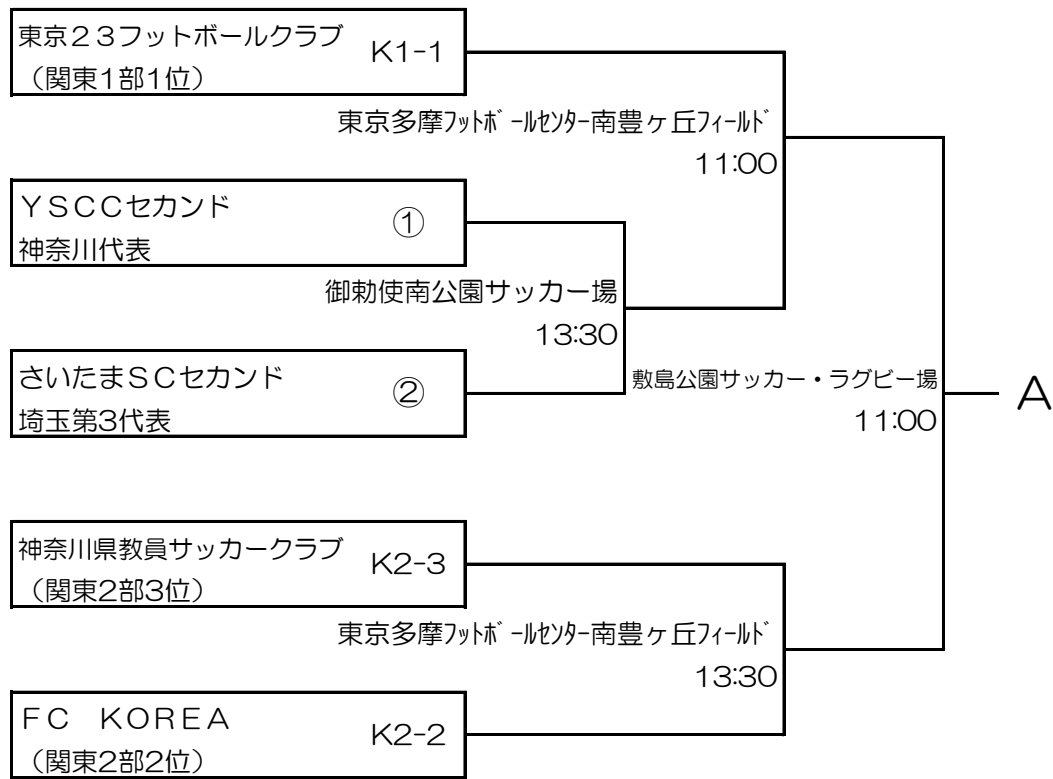 東京２３フットボールクラブ K1-1
（関東1部1位）
東京多摩ﾌｯﾄﾎﾞｰﾙｾﾝﾀｰ南豊ヶ丘ﾌｨｰﾙﾄﾞ
11:00
ＹＳＣＣセカンド ①
神奈川代表
御勅使南公園サッカー場
13:30
さいたまＳＣセカンド ②
埼玉第3代表
敷島公園サッカー・ラグビー場
11:00
A
神奈川県教員サッカークラブ K2-3
（関東2部3位）
東京多摩ﾌｯﾄﾎﾞｰﾙｾﾝﾀｰ南豊ヶ丘ﾌｨｰﾙﾄﾞ
13:30
ＦＣ　ＫＯＲＥＡ K2-2
（関東2部2位）